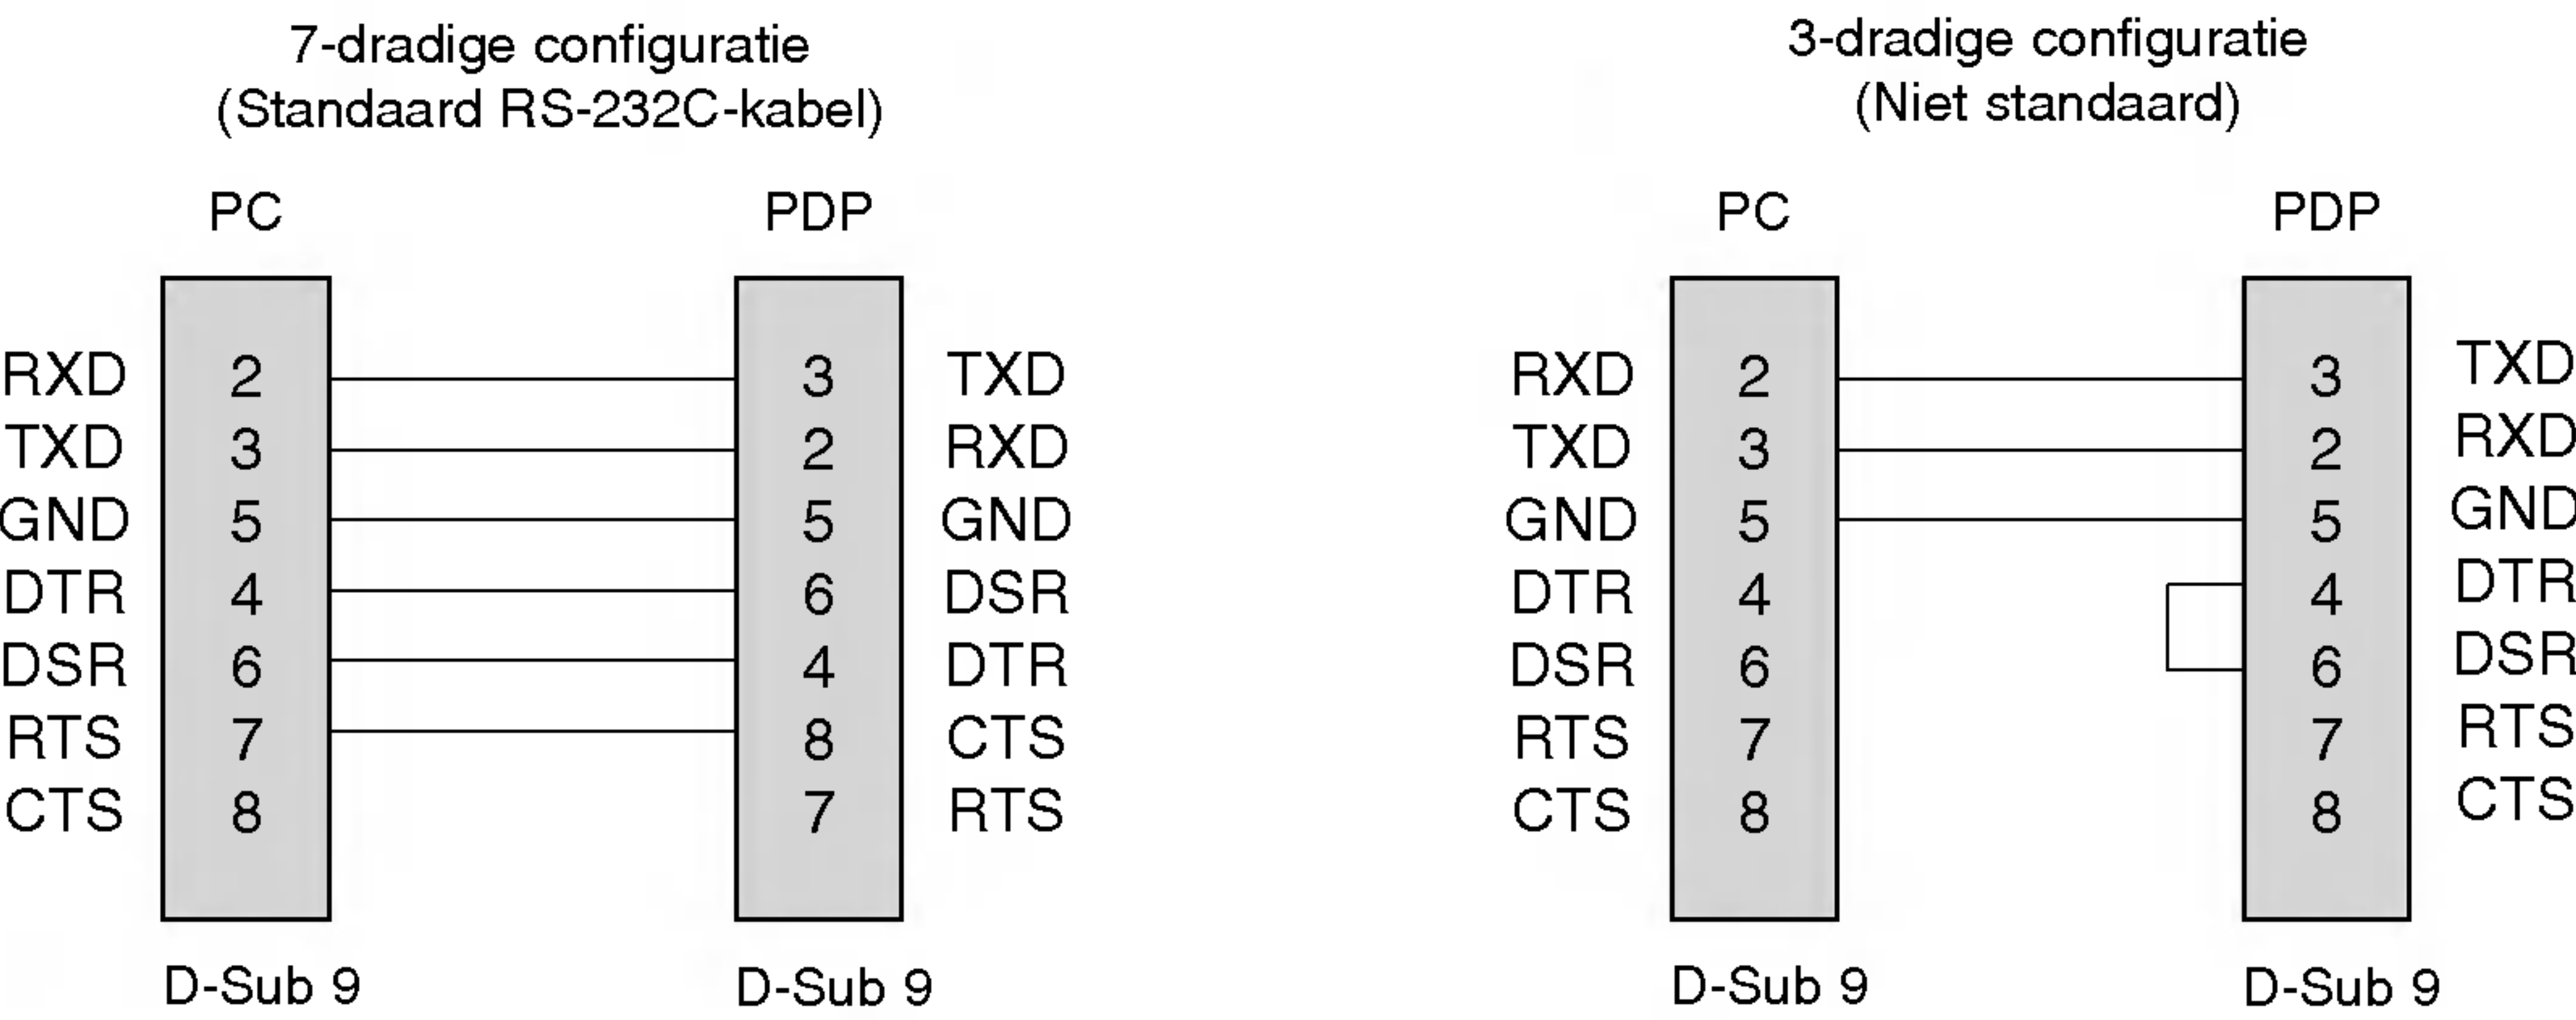 7-dradige configuratie
(Standaard RS-232C-kabel)
PC PDP
RXD 2 3 TXD
TXD 3 2 RXD
GND 5 5 GND
DTR 4 6 DSR
DSR 6 4 DTR
RTS 7 8 CTS
CTS 8 7 RTS
D-Sub 9 D-Sub 9
3-dradige configuratie
(Niet standaard)
PC PDP
RXD 2 3 TXD
TXD 3 2 RXD
GND 5 5 GND
DTR 4 4 DTR
DSR 6 6 DSR
RTS 7 7 RTS
CTS 8 8 CTS
D-Sub 9 D-Sub 9